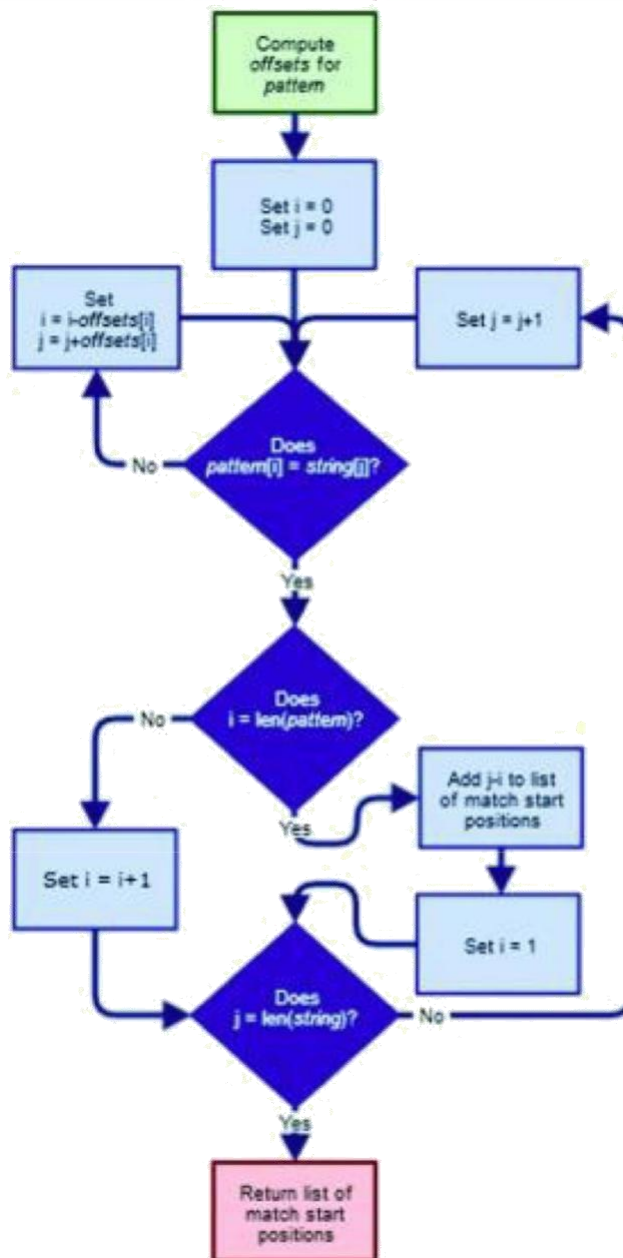 Compute
offsets for
pattern
Set i = 0
Set j = 0
Set
i = i-offsets[i]
j = j+offsets[i]
Set j = j+1
Does
pattern[i] = string[j]?
No
Yes
Does
i = len(pattern)?
No
Yes
Add j-i to list
of match start
positions
Set i = i+1
Set i = 1
Does
j = len(string)?
No
Yes
Return list of
match start
positions